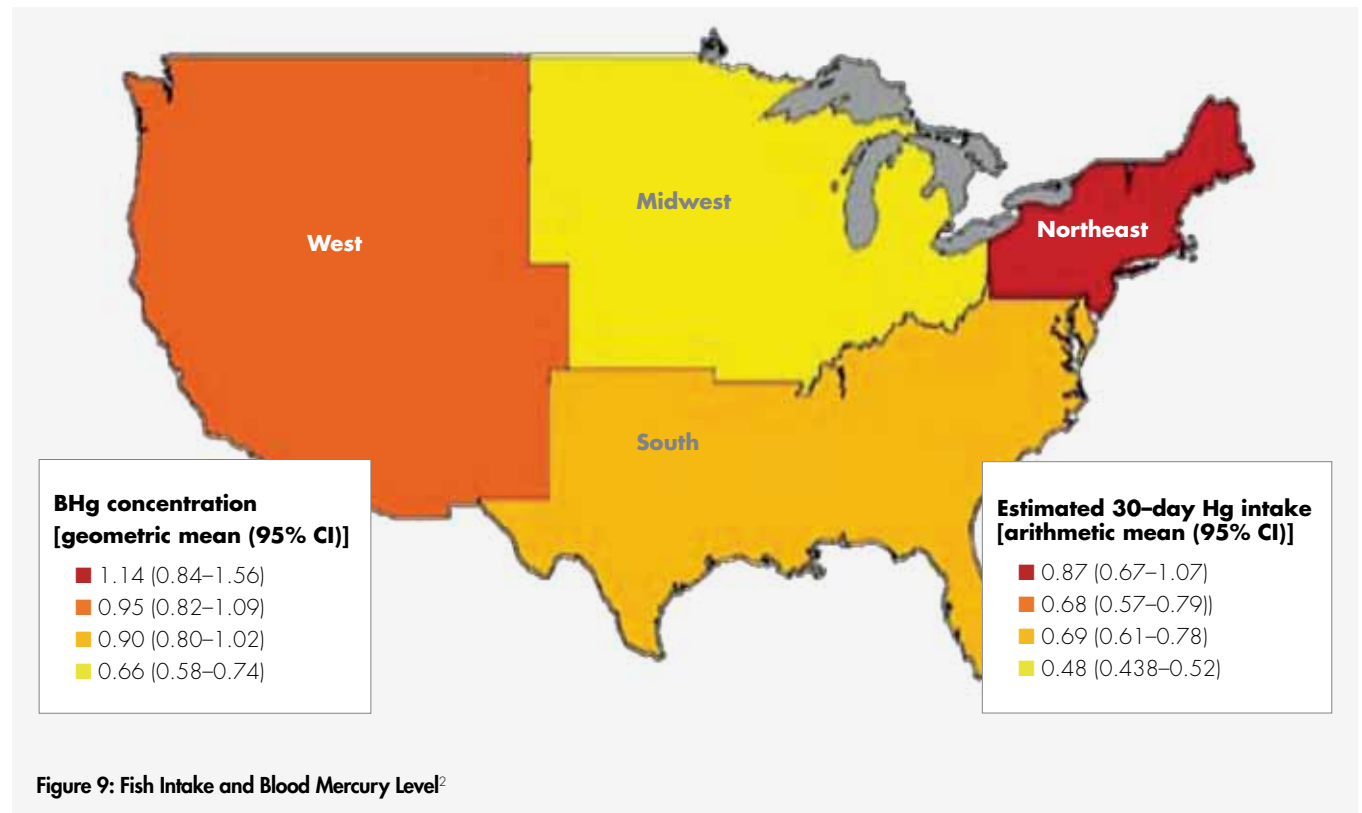 West
Midwest
Northeast
South
BHg concentration
[geometric mean (95% CI)]
1.14 (0.84–1.56)
0.95 (0.82–1.09)
0.90 (0.80–1.02)
0.66 (0.58–0.74)
Estimated 30–day Hg intake
[arithmetic mean (95% CI)]
0.87 (0.67–1.07)
0.68 (0.57–0.79))
0.69 (0.61–0.78)
0.48 (0.438–0.52)
Figure 9: Fish Intake and Blood Mercury Level²